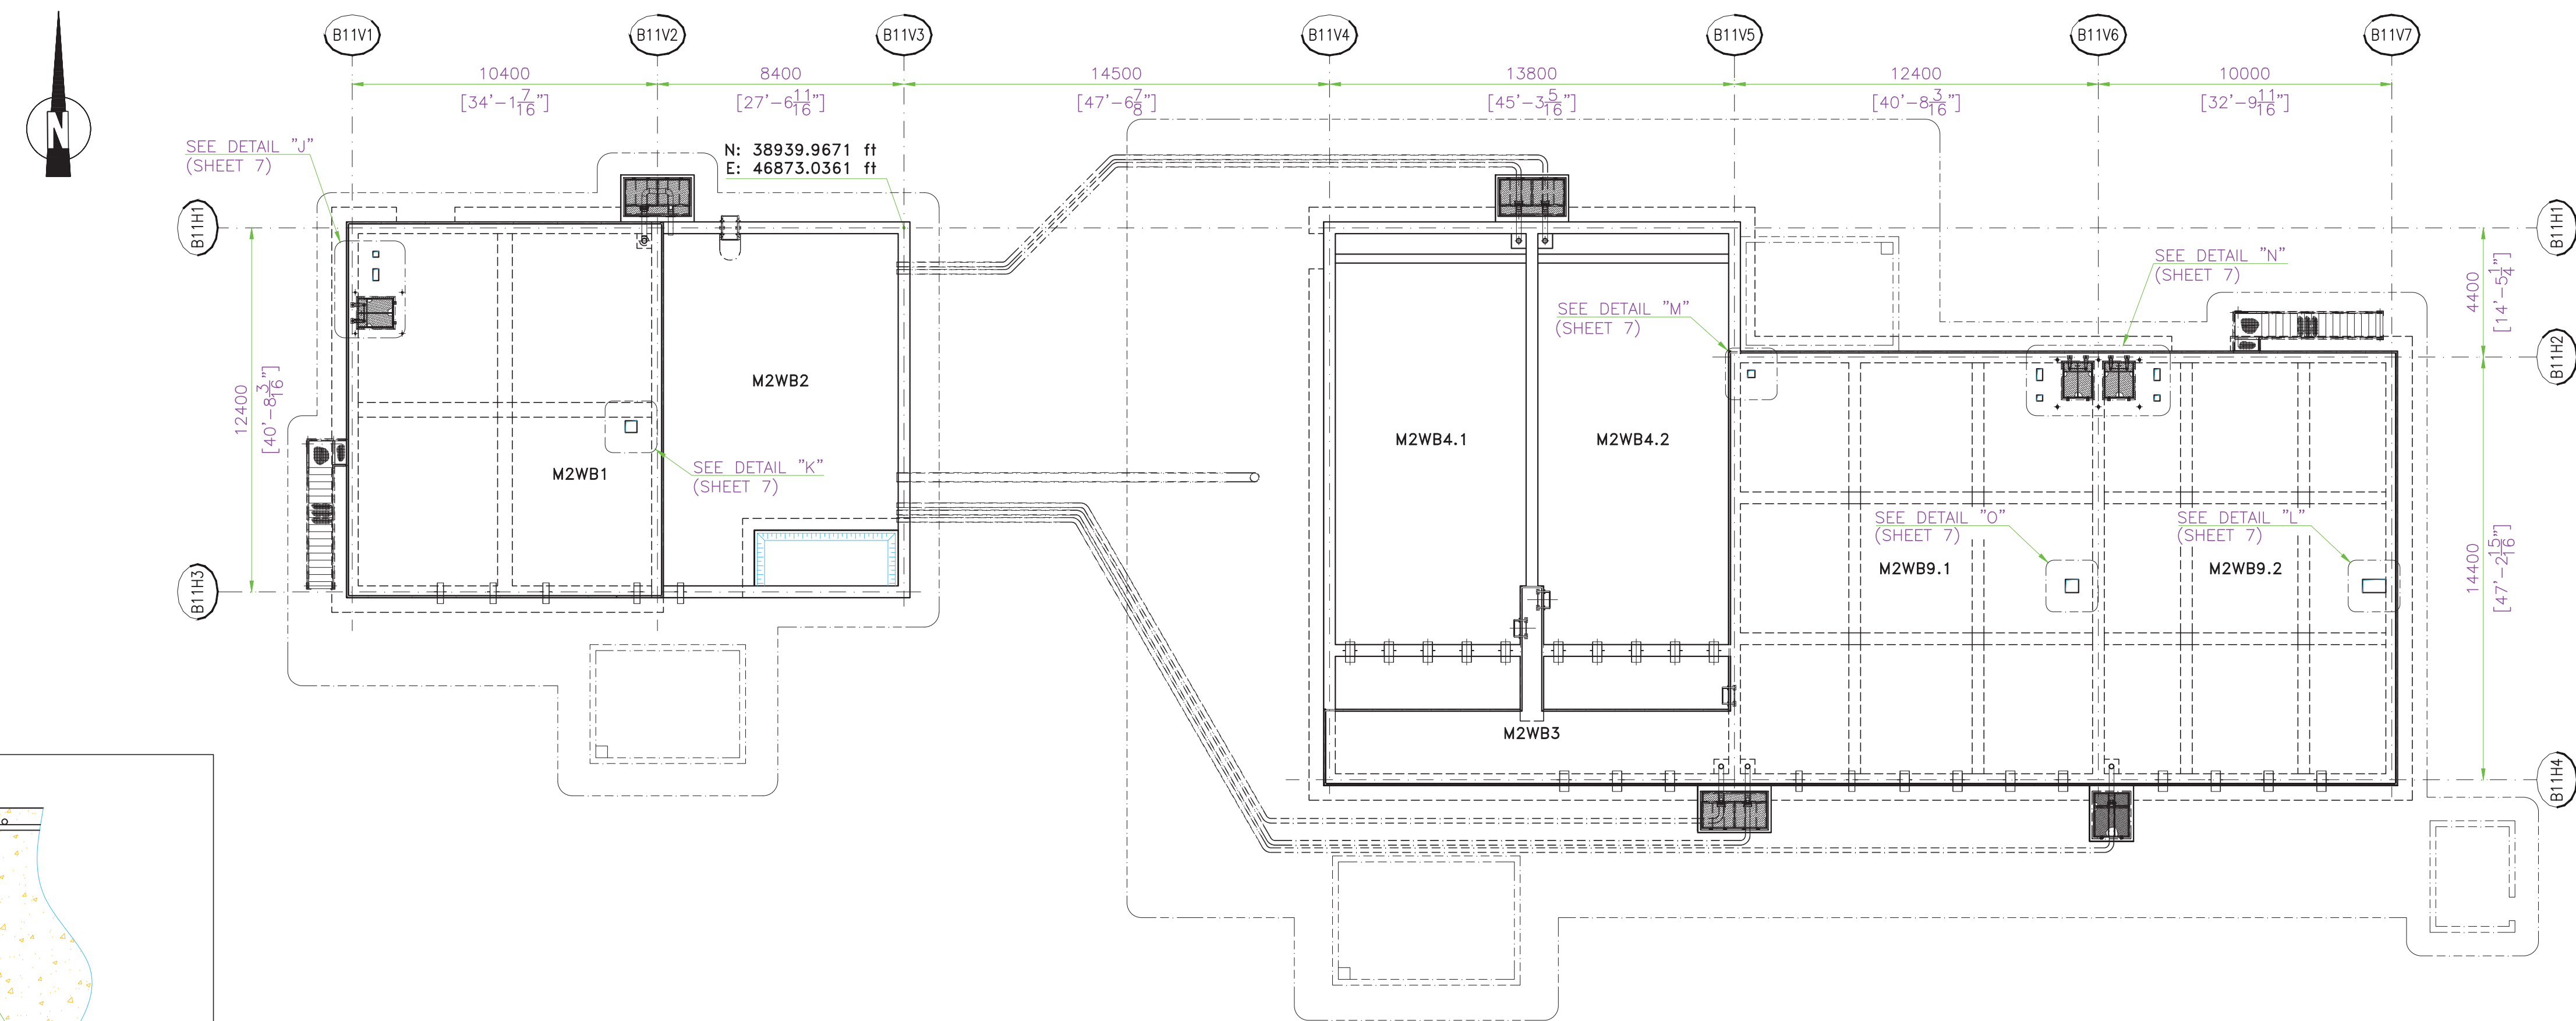 B11V1 B11V2 B11V3 B11V4 B11V5 B11V6 B11V7
10400 8400 14500 13800 12400 10000
[34'-1 7/16"] [27'-6 11/16"] [47'-6 7/8"] [45'-3 5/16"] [40'-8 3/16"] [32'-9 11/16"]
N
SEE DETAIL "J"
(SHEET 7)
N: 38939.9671 ft
E: 46873.0361 ft
B11H1
B11H1
SEE DETAIL "N"
(SHEET 7)
4400
[14'-5 1/4"]
SEE DETAIL "M"
(SHEET 7)
B11H2
M2WB2
12400
[40'-8 3/16"]
M2WB4.1
M2WB4.2
M2WB1
SEE DETAIL "K"
(SHEET 7)
SEE DETAIL "O"
(SHEET 7)
SEE DETAIL "L"
(SHEET 7)
M2WB9.1
M2WB9.2
14400
[47'-2 15/16"]
B11H3
M2WB3
B11H4